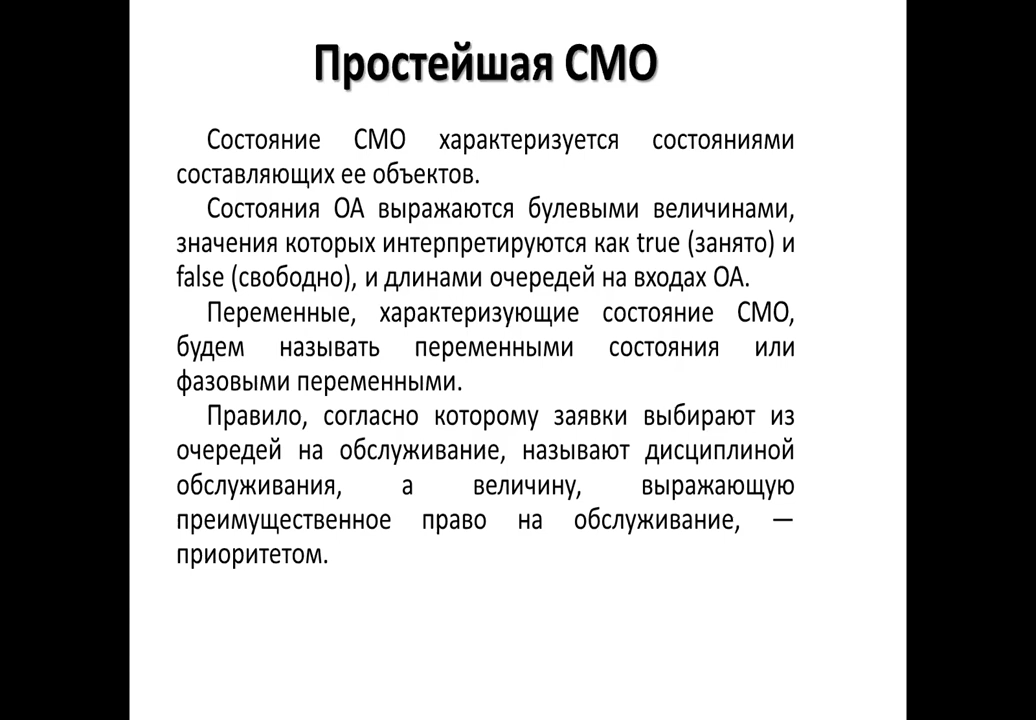 Простейшая СМО
Состояние СМО характеризуется состояниями
составляющих ее объектов.
Состояния ОА выражаются булевыми величинами,
значения которых интерпретируются как true (занято) и
false (свободно), и длинами очередей на входах ОА.
Переменные, характеризующие состояние СМО,
будем называть переменными состояния или
фазовыми переменными.
Правило, согласно которому заявки выбирают из
очередей на обслуживание, называют дисциплиной
обслуживания, а величину, выражающую
преимущественное право на обслуживание, —
приоритетом.